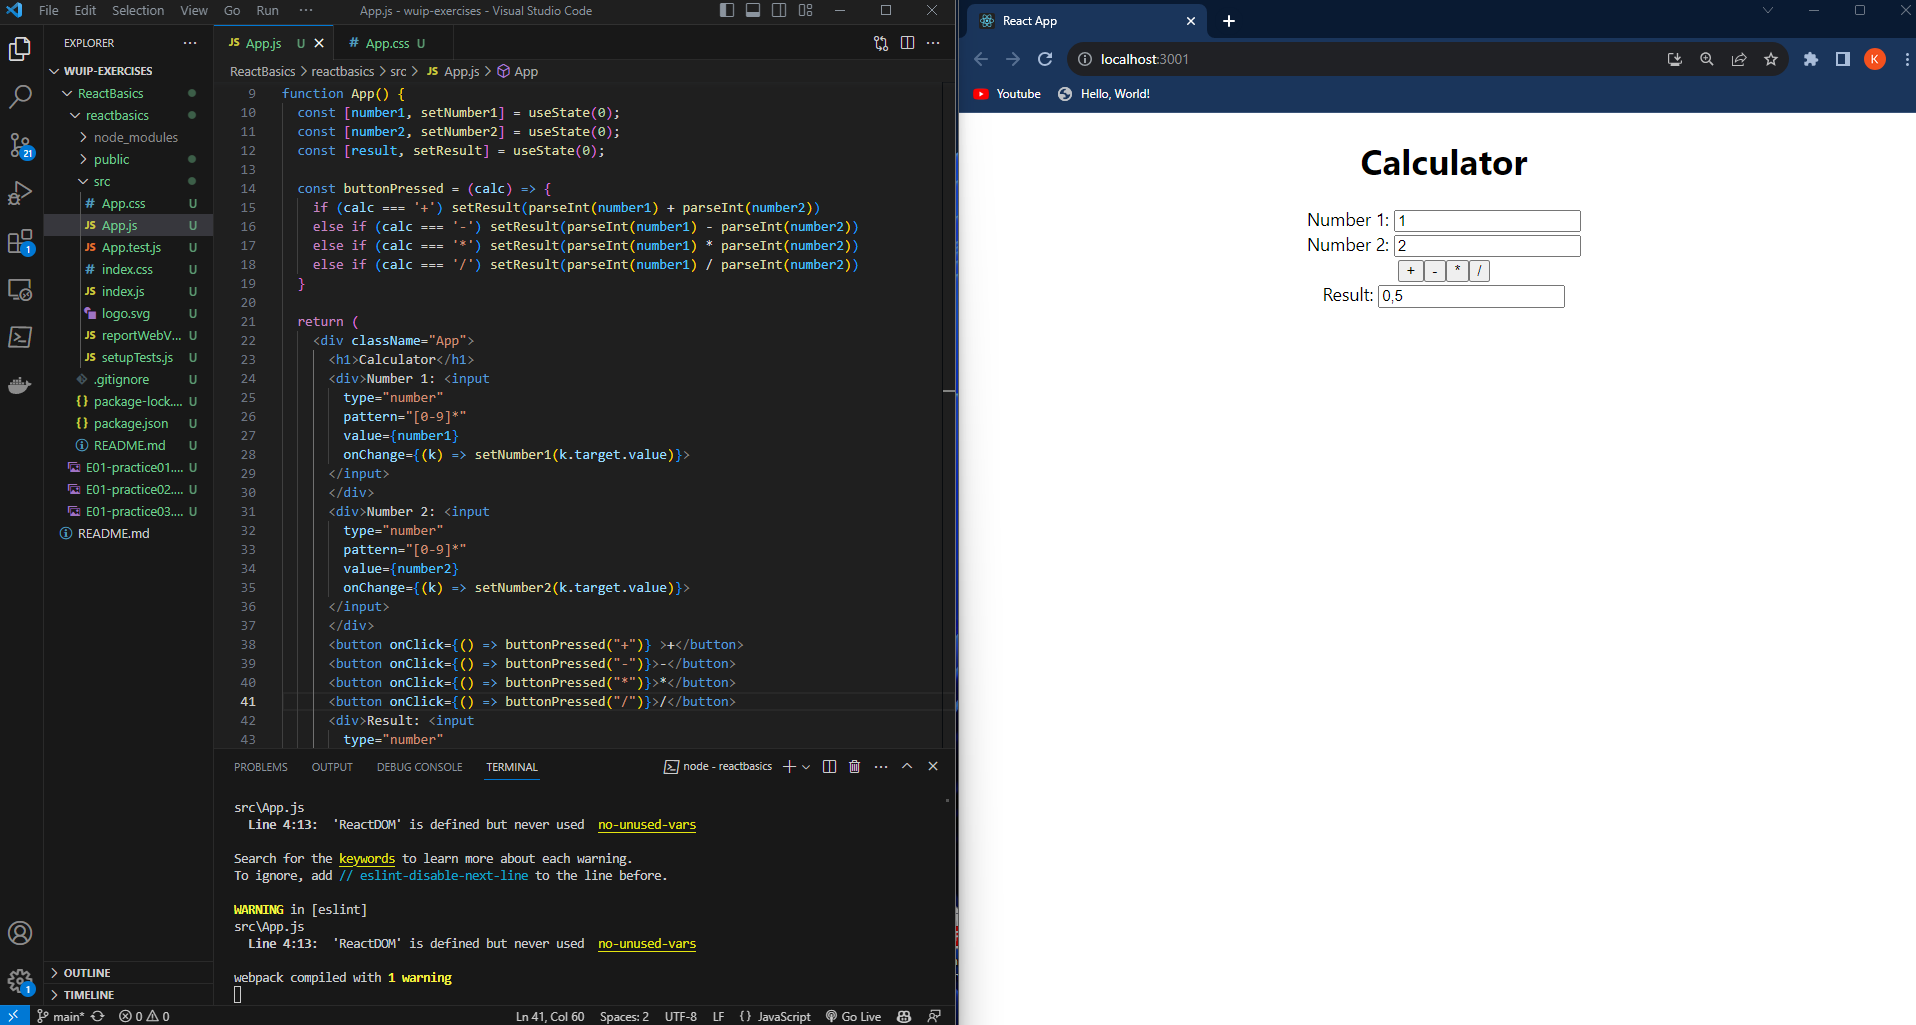 File Edit Selection View Go Run ··· App.js - wuip-exercises - Visual Studio Code
EXPLORER ···
WUIP-EXERCISES
ReactBasics
reactbasics
node_modules
public
src
# App.css U
JS App.js U
JS App.test.js U
# index.css U
JS index.js U
logo.svg U
JS reportWebV... U
JS setupTests.js U
.gitignore U
{} package-lock.... U
{} package.json U
README.md U
E01-practice01.... U
E01-practice02.... U
E01-practice03.... U
README.md
OUTLINE
TIMELINE
21
1
1
JS App.js U
# App.css U
ReactBasics > reactbasics > src > JS App.js > App
9 function App() {
10 const [number1, setNumber1] = useState(0);
11 const [number2, setNumber2] = useState(0);
12 const [result, setResult] = useState(0);
13
14 const buttonPressed = (calc) => {
15 if (calc === '+') setResult(parseInt(number1) + parseInt(number2))
16 else if (calc === '-') setResult(parseInt(number1) - parseInt(number2))
17 else if (calc === '*') setResult(parseInt(number1) * parseInt(number2))
18 else if (calc === '/') setResult(parseInt(number1) / parseInt(number2))
19 }
20
21 return (
22 <div className="App">
23 <h1>Calculator</h1>
24 <div>Number 1: <input
25 type="number"
26 pattern="[0-9]*"
27 value={number1}
28 onChange={(k) => setNumber1(k.target.value)}>
29 </input>
30 </div>
31 <div>Number 2: <input
32 type="number"
33 pattern="[0-9]*"
34 value={number2}
35 onChange={(k) => setNumber2(k.target.value)}>
36 </input>
37 </div>
38 <button onClick={() => buttonPressed("+")} >+</button>
39 <button onClick={() => buttonPressed("-")}>-</button>
40 <button onClick={() => buttonPressed("*")}>*</button>
41 <button onClick={() => buttonPressed("/")}>/</button>
42 <div>Result: <input
43 type="number"
PROBLEMS OUTPUT DEBUG CONSOLE TERMINAL node - reactbasics
src\App.js
Line 4:13: 'ReactDOM' is defined but never used no-unused-vars
Search for the keywords to learn more about each warning.
To ignore, add // eslint-disable-next-line to the line before.
WARNING in [eslint]
src\App.js
Line 4:13: 'ReactDOM' is defined but never used no-unused-vars
webpack compiled with 1 warning
main* 0 0 Ln 41, Col 60 Spaces: 2 UTF-8 LF {} JavaScript Go Live
React App
localhost:3001
K
Youtube Hello, World!
Calculator
Number 1: 1
Number 2: 2
+ - * /
Result: 0,5